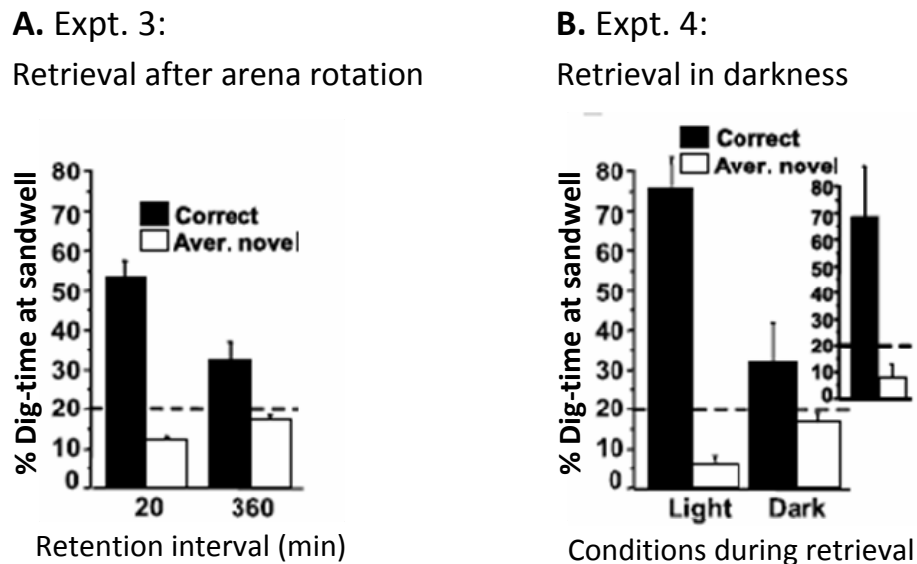 A. Expt. 3:
Retrieval after arena rotation
% Dig-time at sandwell
80
70
60
50
40
30
20
10
0
Correct
Aver. novel
20 360
Retention interval (min)
B. Expt. 4:
Retrieval in darkness
% Dig-time at sandwell
80
70
60
50
40
30
20
10
0
Correct
Aver. novel
80
70
60
50
40
30
20
10
0
Light Dark
Conditions during retrieval